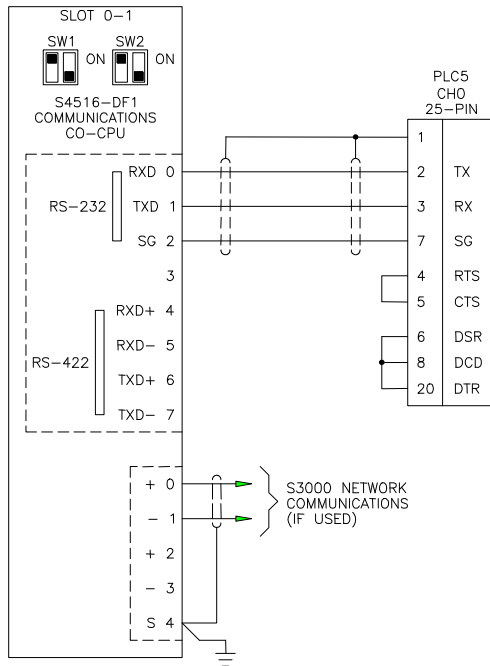 SLOT 0-1
SW1 ON SW2 ON
S4516-DF1
COMMUNICATIONS
CO-CPU
RS-232
RXD 0
TXD 1
SG 2
3
RS-422
RXD+ 4
RXD- 5
TXD+ 6
TXD- 7
+ 0
- 1
+ 2
- 3
S 4
S3000 NETWORK
COMMUNICATIONS
(IF USED)
PLC5
CH0
25-PIN
1
2 TX
3 RX
7 SG
4 RTS
5 CTS
6 DSR
8 DCD
20 DTR